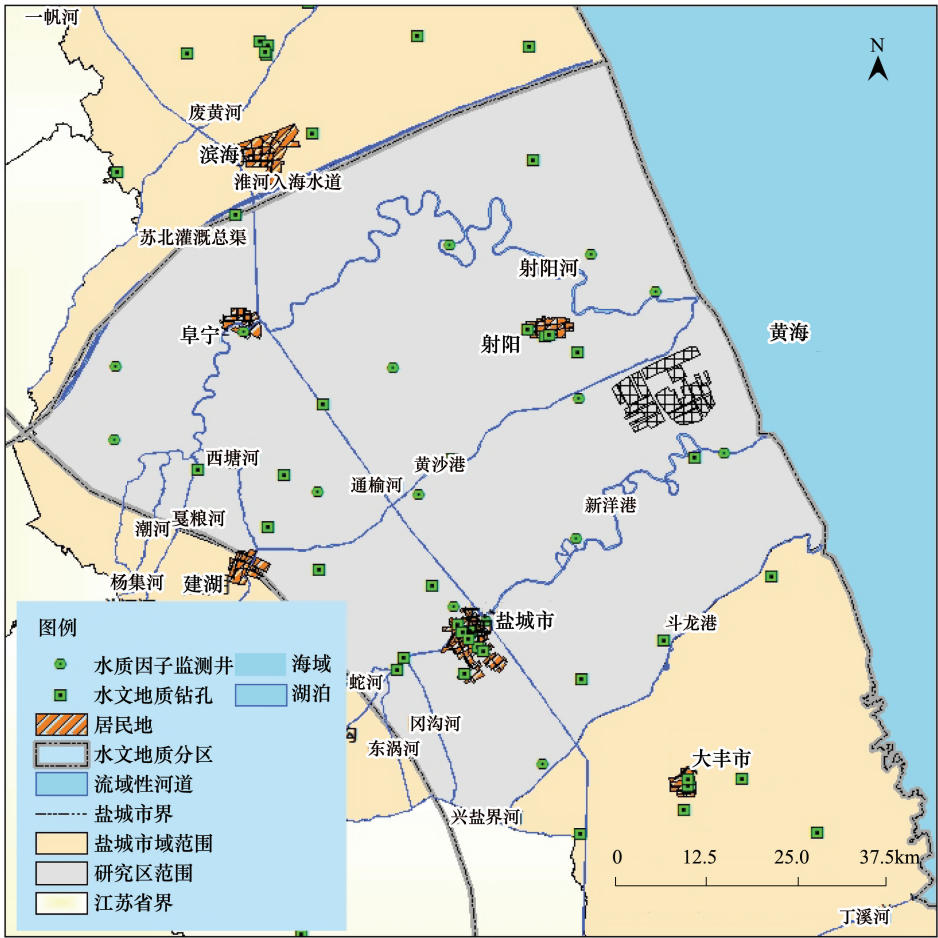 一帆河
N
废黄河
滨海
淮河入海水道
苏北灌溉总渠
射阳河
黄海
阜宁
射阳
西塘河
黄沙港
通榆河
新洋港
潮河
戛粮河
杨集河
建湖
盐城市
斗龙港
图例
水质因子监测井
海域
水文地质钻孔
湖泊
居民地
水文地质分区
流域性河道
盐城市界
盐城市域范围
研究区范围
江苏省界
蛇河
冈沟河
东涡河
兴盐界河
大丰市
0 12.5 25.0 37.5km
丁溪河